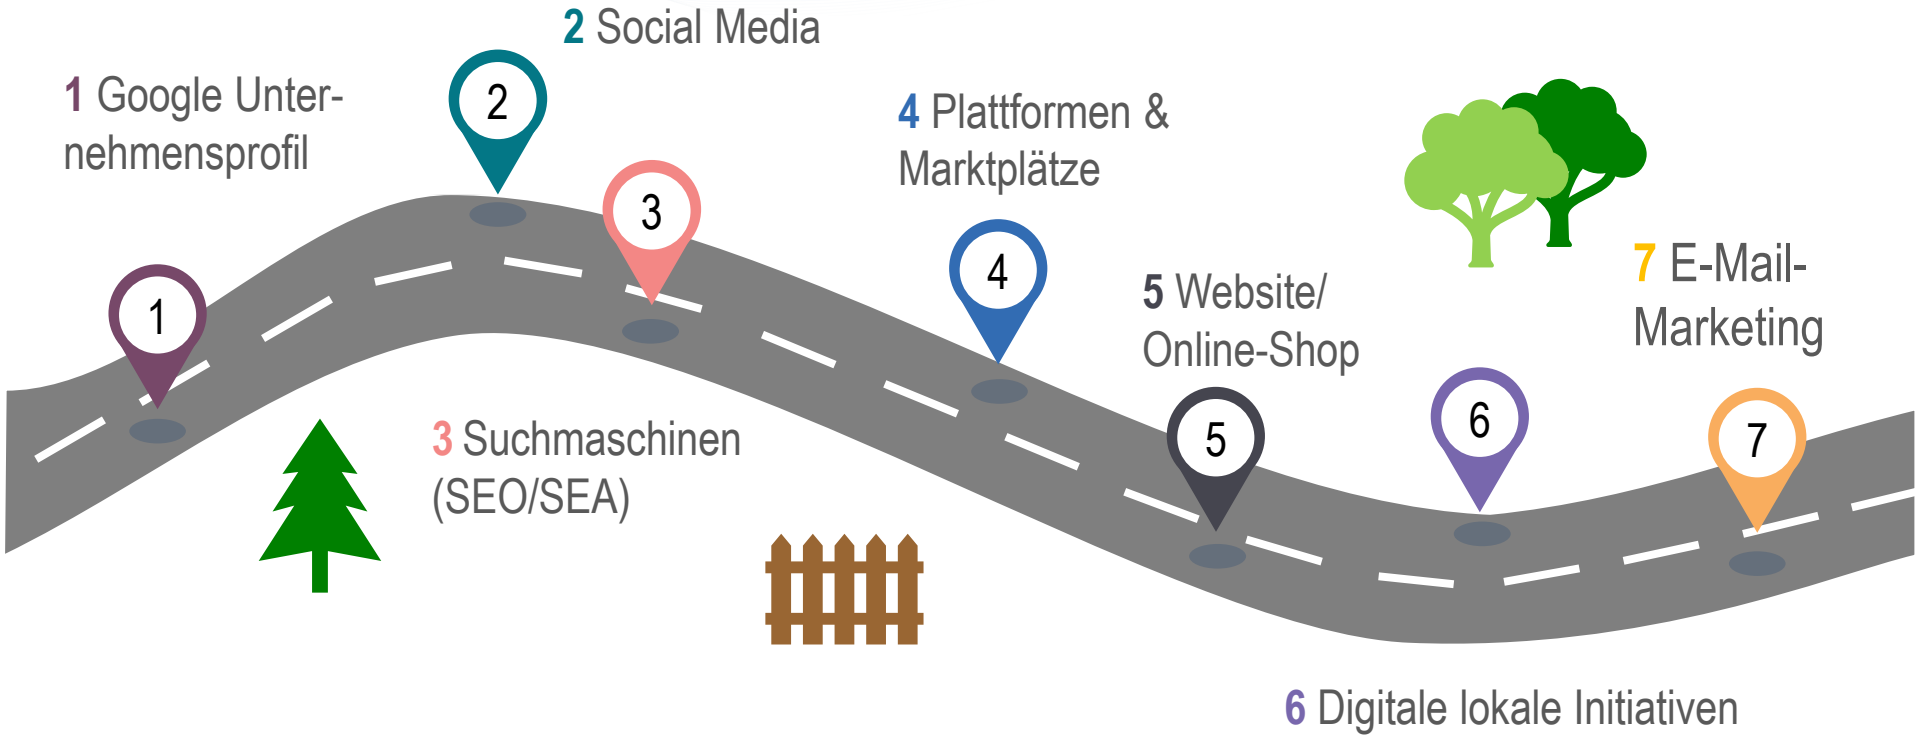 1 Google Unter-
nehmensprofil
2 Social Media
3 Suchmaschinen
(SEO/SEA)
4 Plattformen &
Marktplätze
5 Website/
Online-Shop
6 Digitale lokale Initiativen
7 E-Mail-
Marketing
1
2
3
4
5
6
7